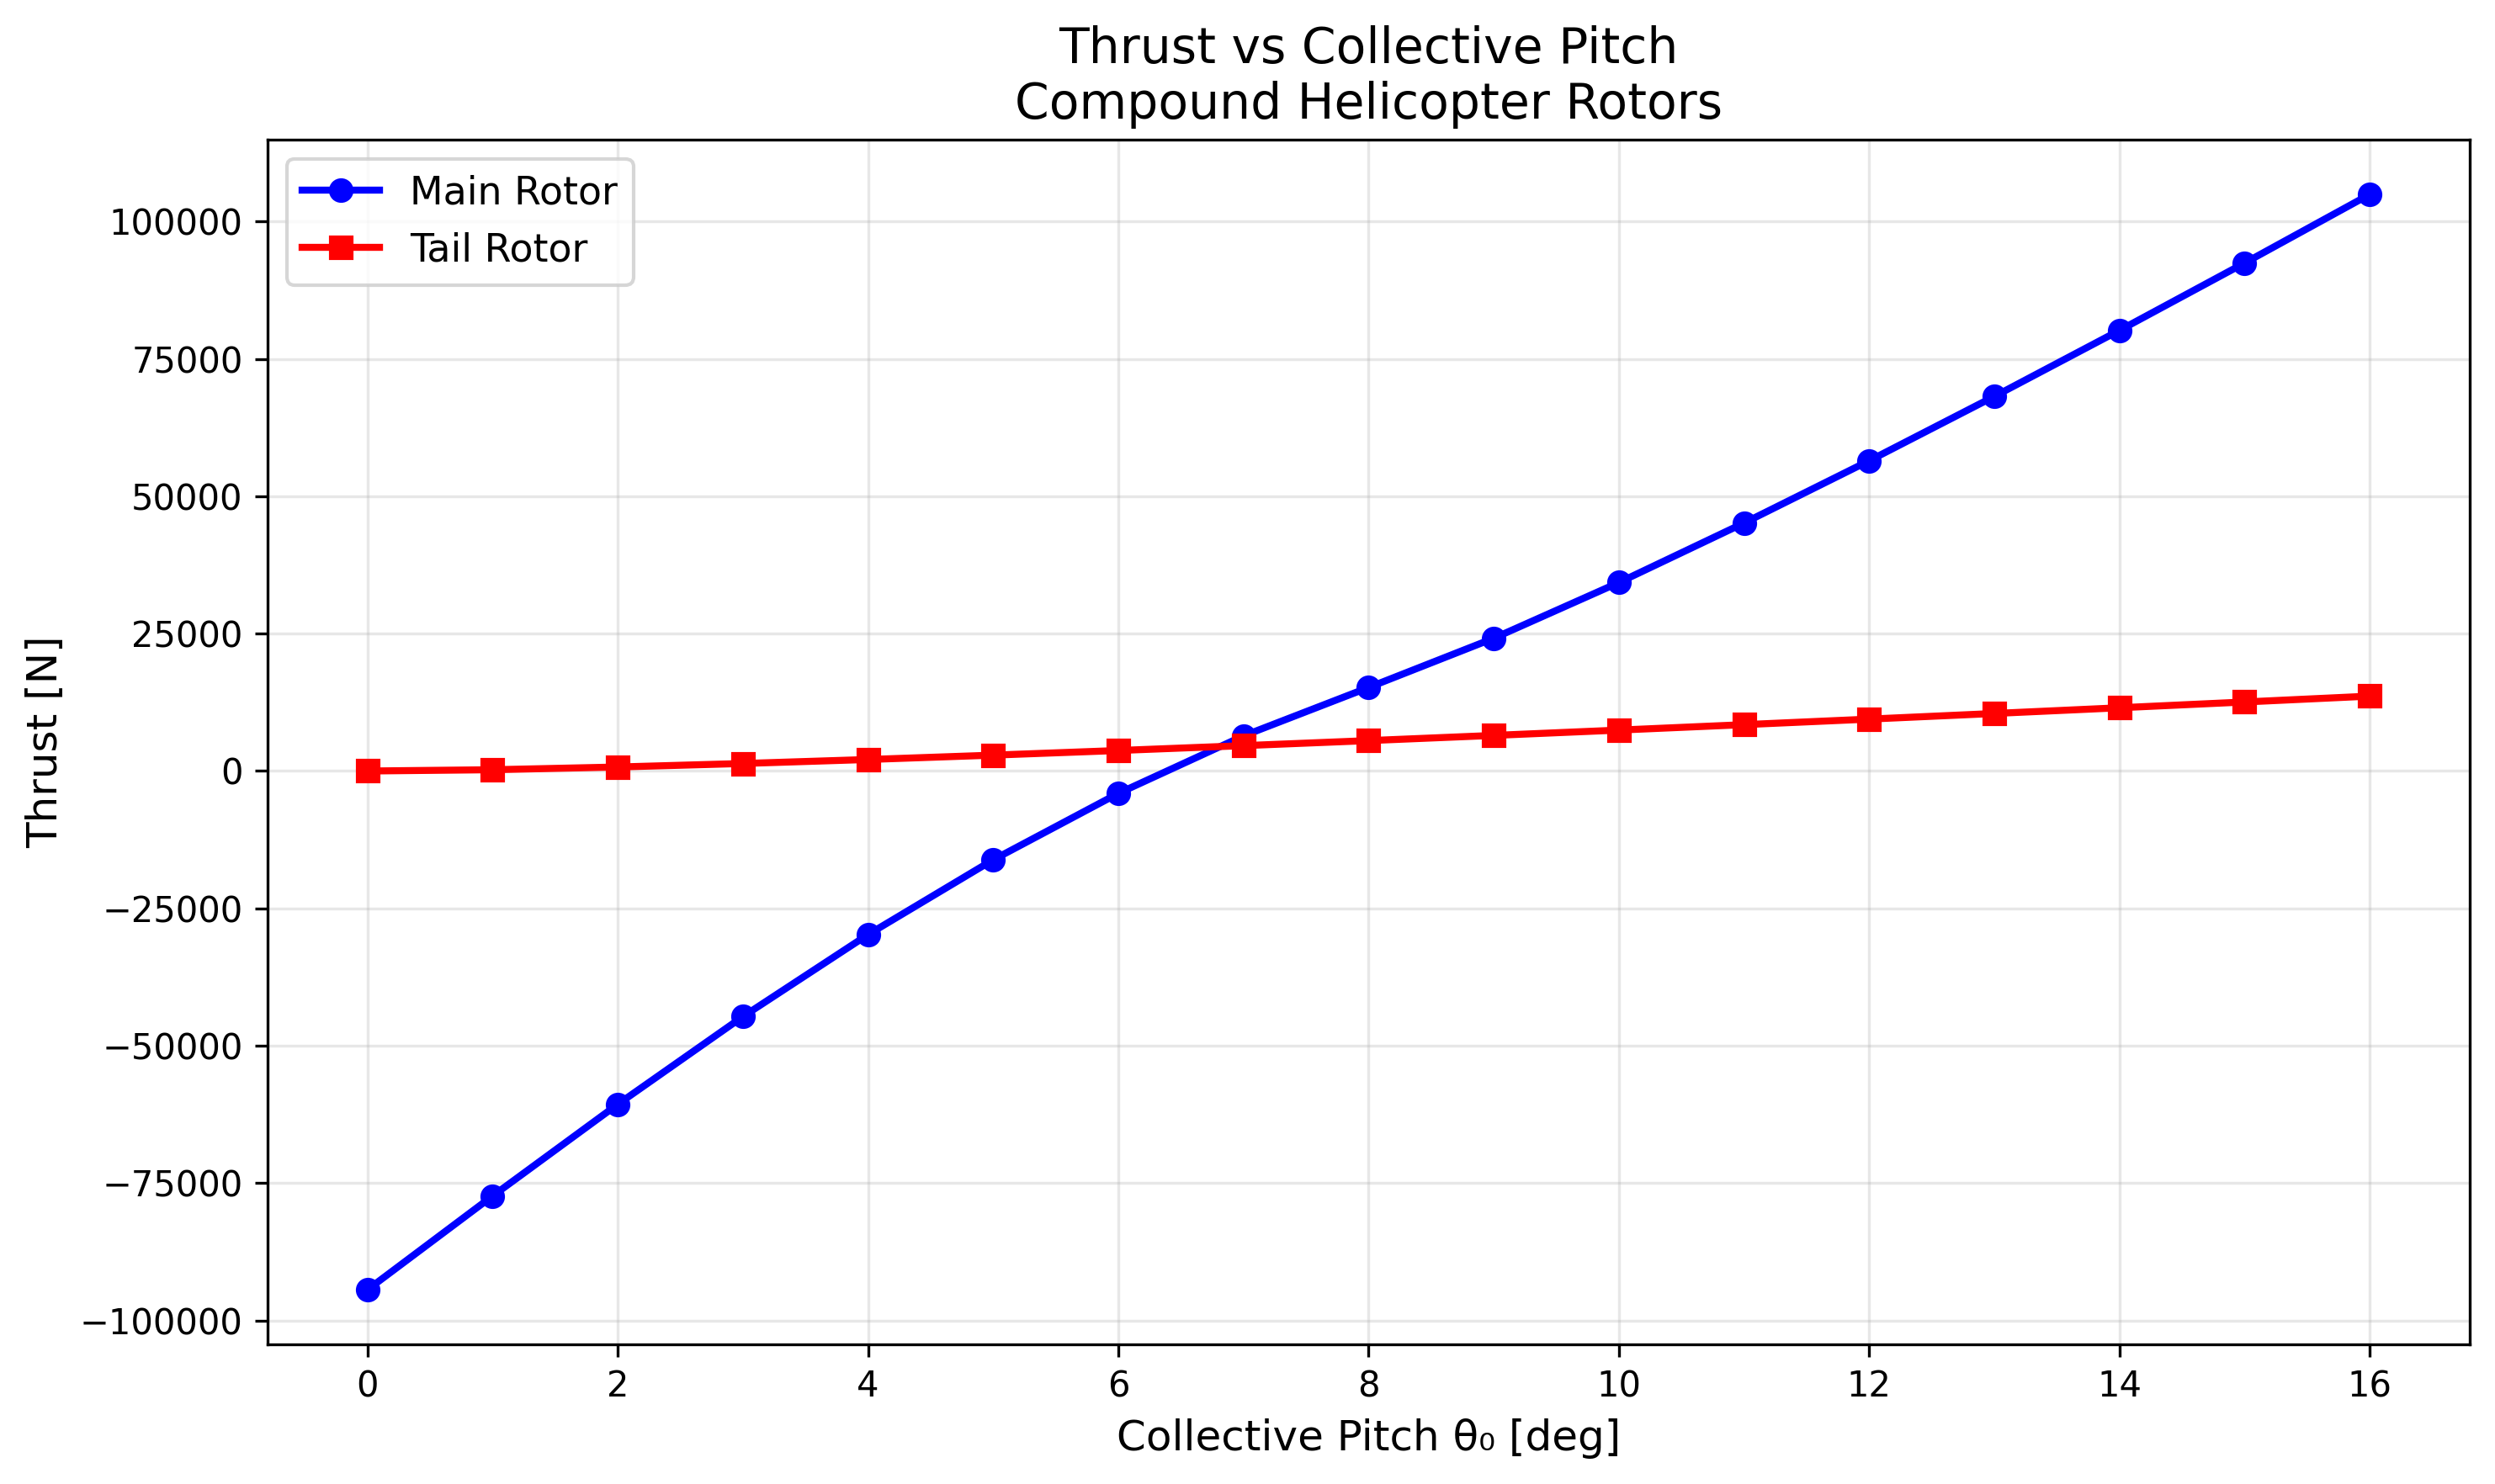 Thrust vs Collective Pitch
Compound Helicopter Rotors
Main Rotor
Tail Rotor
Thrust [N]
100000
75000
50000
25000
0
−25000
−50000
−75000
−100000
0 2 4 6 8 10 12 14 16
Collective Pitch θ₀ [deg]